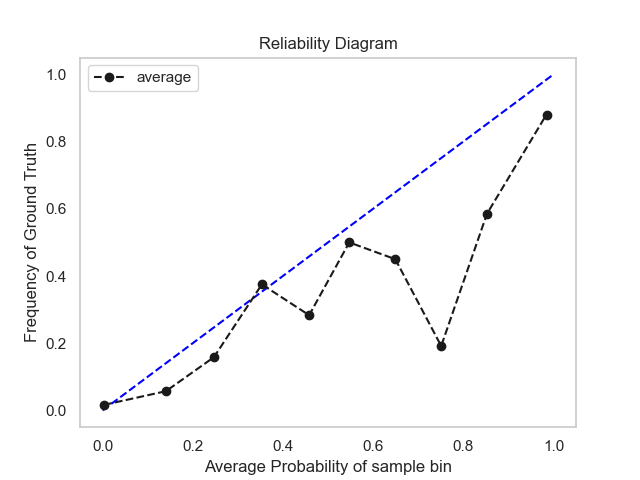 Reliability Diagram
average
1.0
0.8
0.6
0.4
0.2
0.0
Frequency of Ground Truth
0.0 0.2 0.4 0.6 0.8 1.0
Average Probability of sample bin